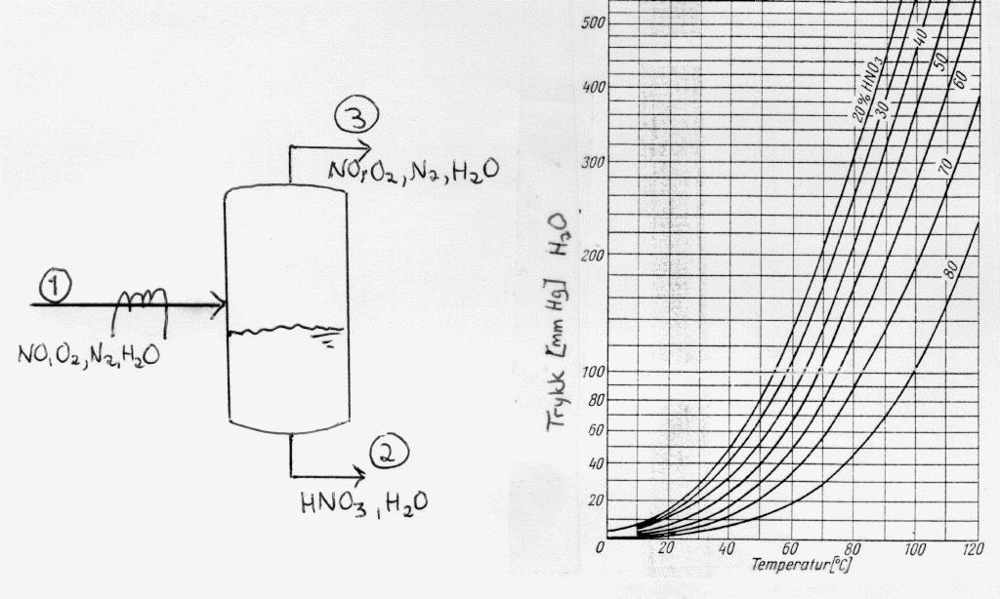 3
NO, O2, N2, H2O
1
NO, O2, N2, H2O
2
HNO3, H2O
Trykk [mm Hg] H2O
500
400
300
200
100
80
60
40
20
0
20 40 60 80 100 120
Temperatur [°C]
20% HNO3
30
40
50
60
70
80